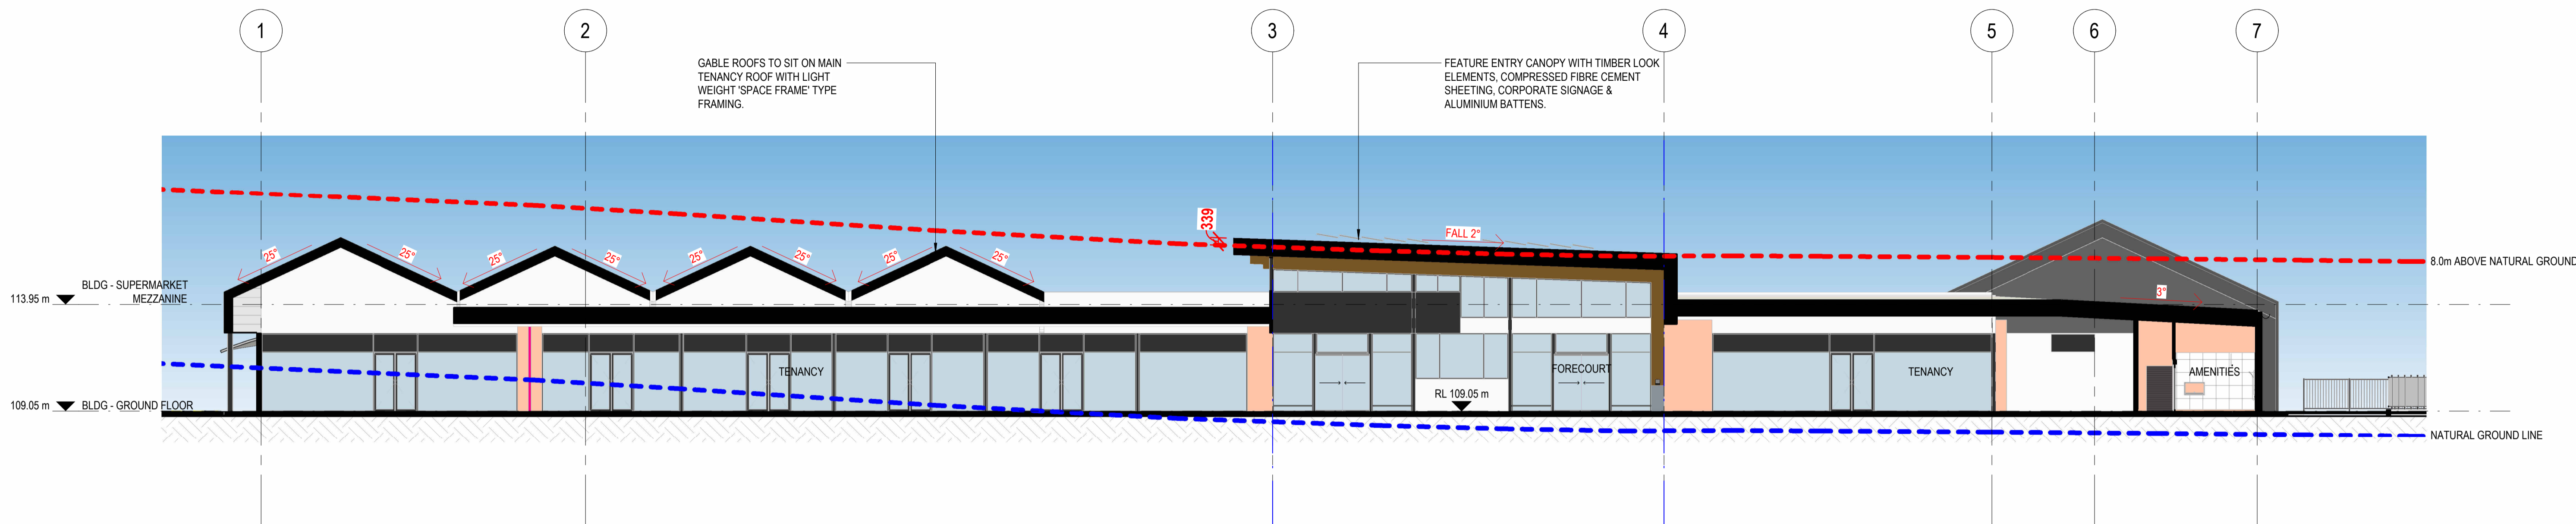 1
2
3
4
5
6
7
GABLE ROOFS TO SIT ON MAIN
TENANCY ROOF WITH LIGHT
WEIGHT 'SPACE FRAME' TYPE
FRAMING.
FEATURE ENTRY CANOPY WITH TIMBER LOOK
ELEMENTS, COMPRESSED FIBRE CEMENT
SHEETING, CORPORATE SIGNAGE &
ALUMINIUM BATTENS.
339
FALL 2°
25°
25°
25°
25°
25°
25°
25°
25°
8.0m ABOVE NATURAL GROUND
113.95 m
BLDG - SUPERMARKET
MEZZANINE
3°
TENANCY
FORECOURT
TENANCY
AMENITIES
RL 109.05 m
109.05 m
BLDG - GROUND FLOOR
NATURAL GROUND LINE